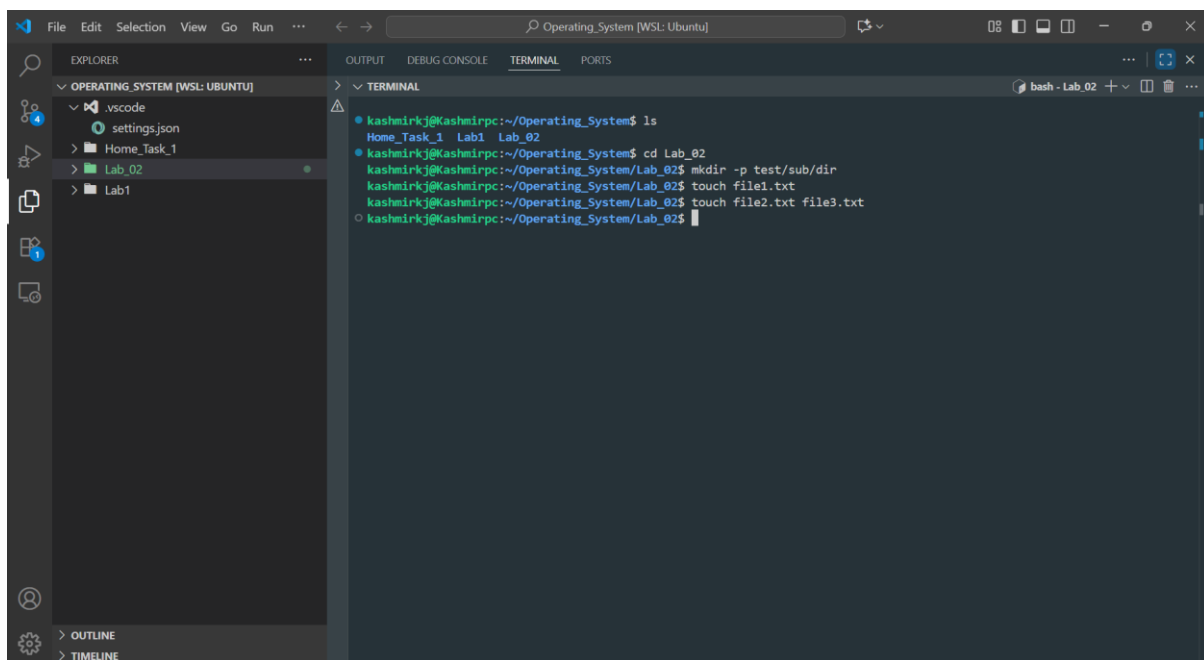 File Edit Selection View Go Run ···
Operating_System [WSL: Ubuntu]
EXPLORER ···
OPERATING_SYSTEM [WSL: UBUNTU]
.vscode
settings.json
Home_Task_1
Lab_02
Lab1
OUTLINE
TIMELINE
4
1
OUTPUT DEBUG CONSOLE TERMINAL PORTS ···
TERMINAL
bash - Lab_02 ···
kashmirkj@Kashmirpc:~/Operating_System$ ls
Home_Task_1 Lab1 Lab_02
kashmirkj@Kashmirpc:~/Operating_System$ cd Lab_02
kashmirkj@Kashmirpc:~/Operating_System/Lab_02$ mkdir -p test/sub/dir
kashmirkj@Kashmirpc:~/Operating_System/Lab_02$ touch file1.txt
kashmirkj@Kashmirpc:~/Operating_System/Lab_02$ touch file2.txt file3.txt
kashmirkj@Kashmirpc:~/Operating_System/Lab_02$